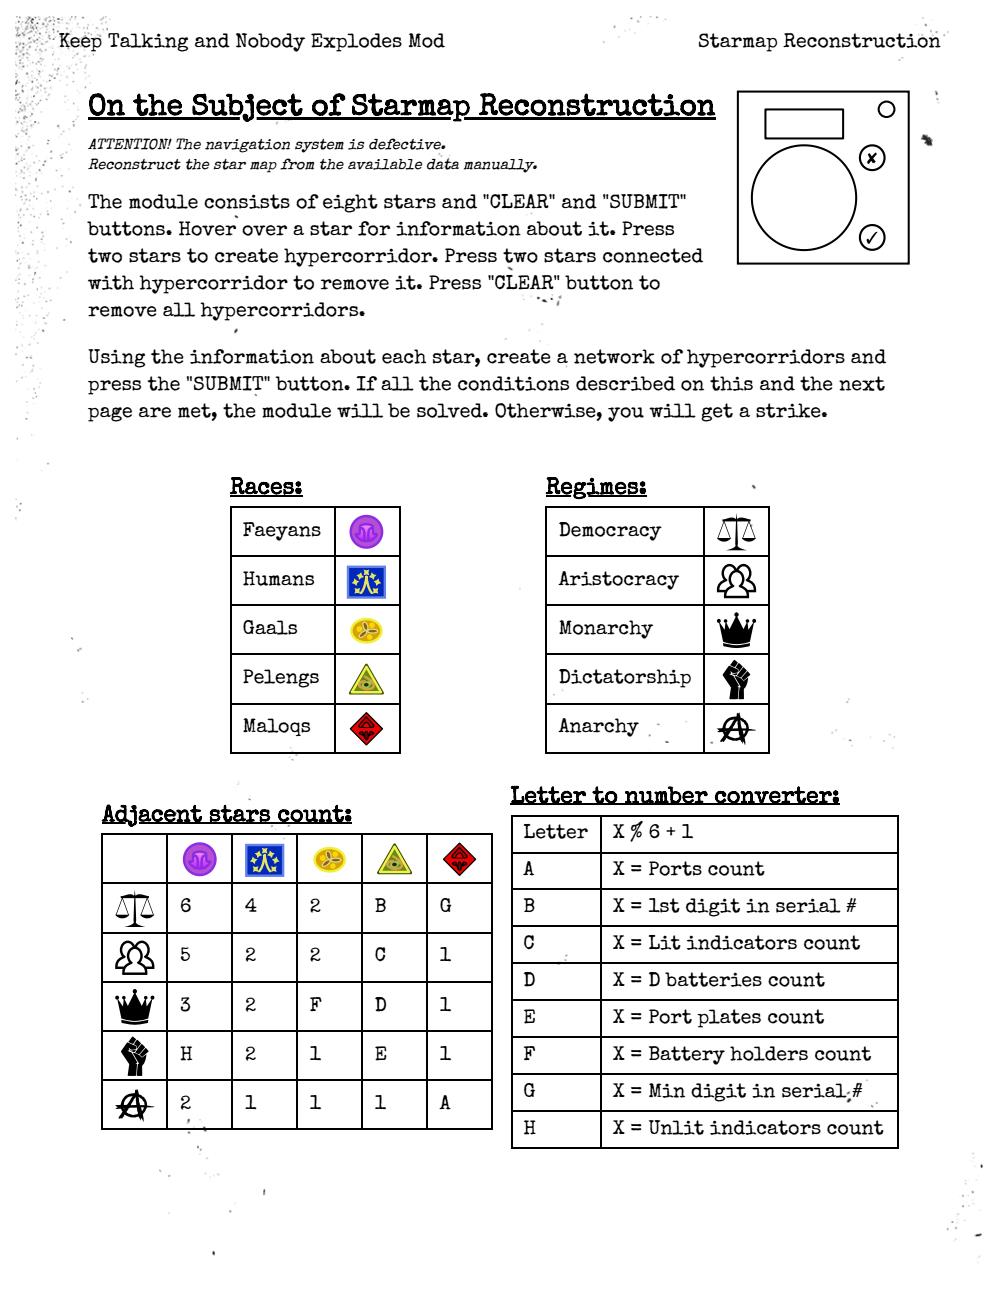 Keep Talking and Nobody Explodes Mod
Starmap Reconstruction
On the Subject of Starmap Reconstruction
ATTENTION! The navigation system is defective.
Reconstruct the star map from the available data manually.
The module consists of eight stars and "CLEAR" and "SUBMIT"
buttons. Hover over a star for information about it. Press
two stars to create hypercorridor. Press two stars connected
with hypercorridor to remove it. Press "CLEAR" button to
remove all hypercorridors.
Using the information about each star, create a network of hypercorridors and
press the "SUBMIT" button. If all the conditions described on this and the next
page are met, the module will be solved. Otherwise, you will get a strike.
Races:
Faeyans
Humans
Gaals
Pelengs
Maloqs
Regimes:
Democracy
Aristocracy
Monarchy
Dictatorship
Anarchy
Adjacent stars count:
6 4 2 B G
5 2 2 C 1
3 2 F D 1
H 2 1 E 1
2 1 1 1 A
Letter to number converter:
Letter X % 6 + 1
A X = Ports count
B X = 1st digit in serial #
C X = Lit indicators count
D X = D batteries count
E X = Port plates count
F X = Battery holders count
G X = Min digit in serial #
H X = Unlit indicators count